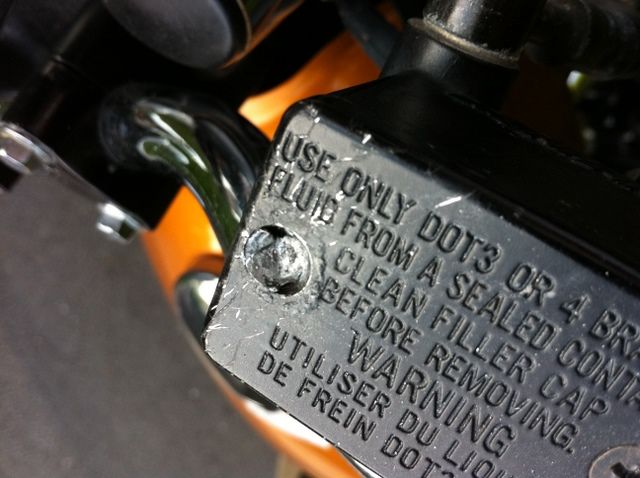 USE ONLY DOT3 OR 4
FLUID FROM A SEALED
CLEAN FILLER CAP
BEFORE REMOVING.
WARNING
UTILISER DU
DE FREIN